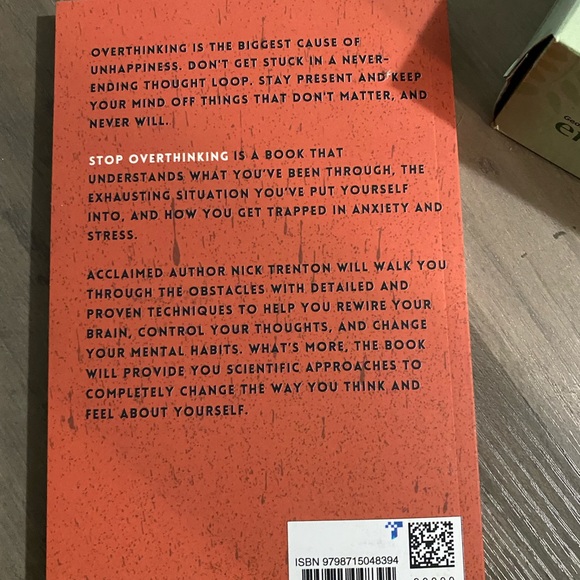 OVERTHINKING IS THE BIGGEST CAUSE OF
UNHAPPINESS. DON'T GET STUCK IN A NEVER-
ENDING THOUGHT LOOP. STAY PRESENT AND KEEP
YOUR MIND OFF THINGS THAT DON'T MATTER, AND
NEVER WILL.
STOP OVERTHINKING IS A BOOK THAT
UNDERSTANDS WHAT YOU'VE BEEN THROUGH, THE
EXHAUSTING SITUATION YOU'VE PUT YOURSELF
INTO, AND HOW YOU GET TRAPPED IN ANXIETY AND
STRESS.
ACCLAIMED AUTHOR NICK TRENTON WILL WALK YOU
THROUGH THE OBSTACLES WITH DETAILED AND
PROVEN TECHNIQUES TO HELP YOU REWIRE YOUR
BRAIN, CONTROL YOUR THOUGHTS, AND CHANGE
YOUR MENTAL HABITS. WHAT'S MORE, THE BOOK
WILL PROVIDE YOU SCIENTIFIC APPROACHES TO
COMPLETELY CHANGE THE WAY YOU THINK AND
FEEL ABOUT YOURSELF.
ISBN 9798715048394